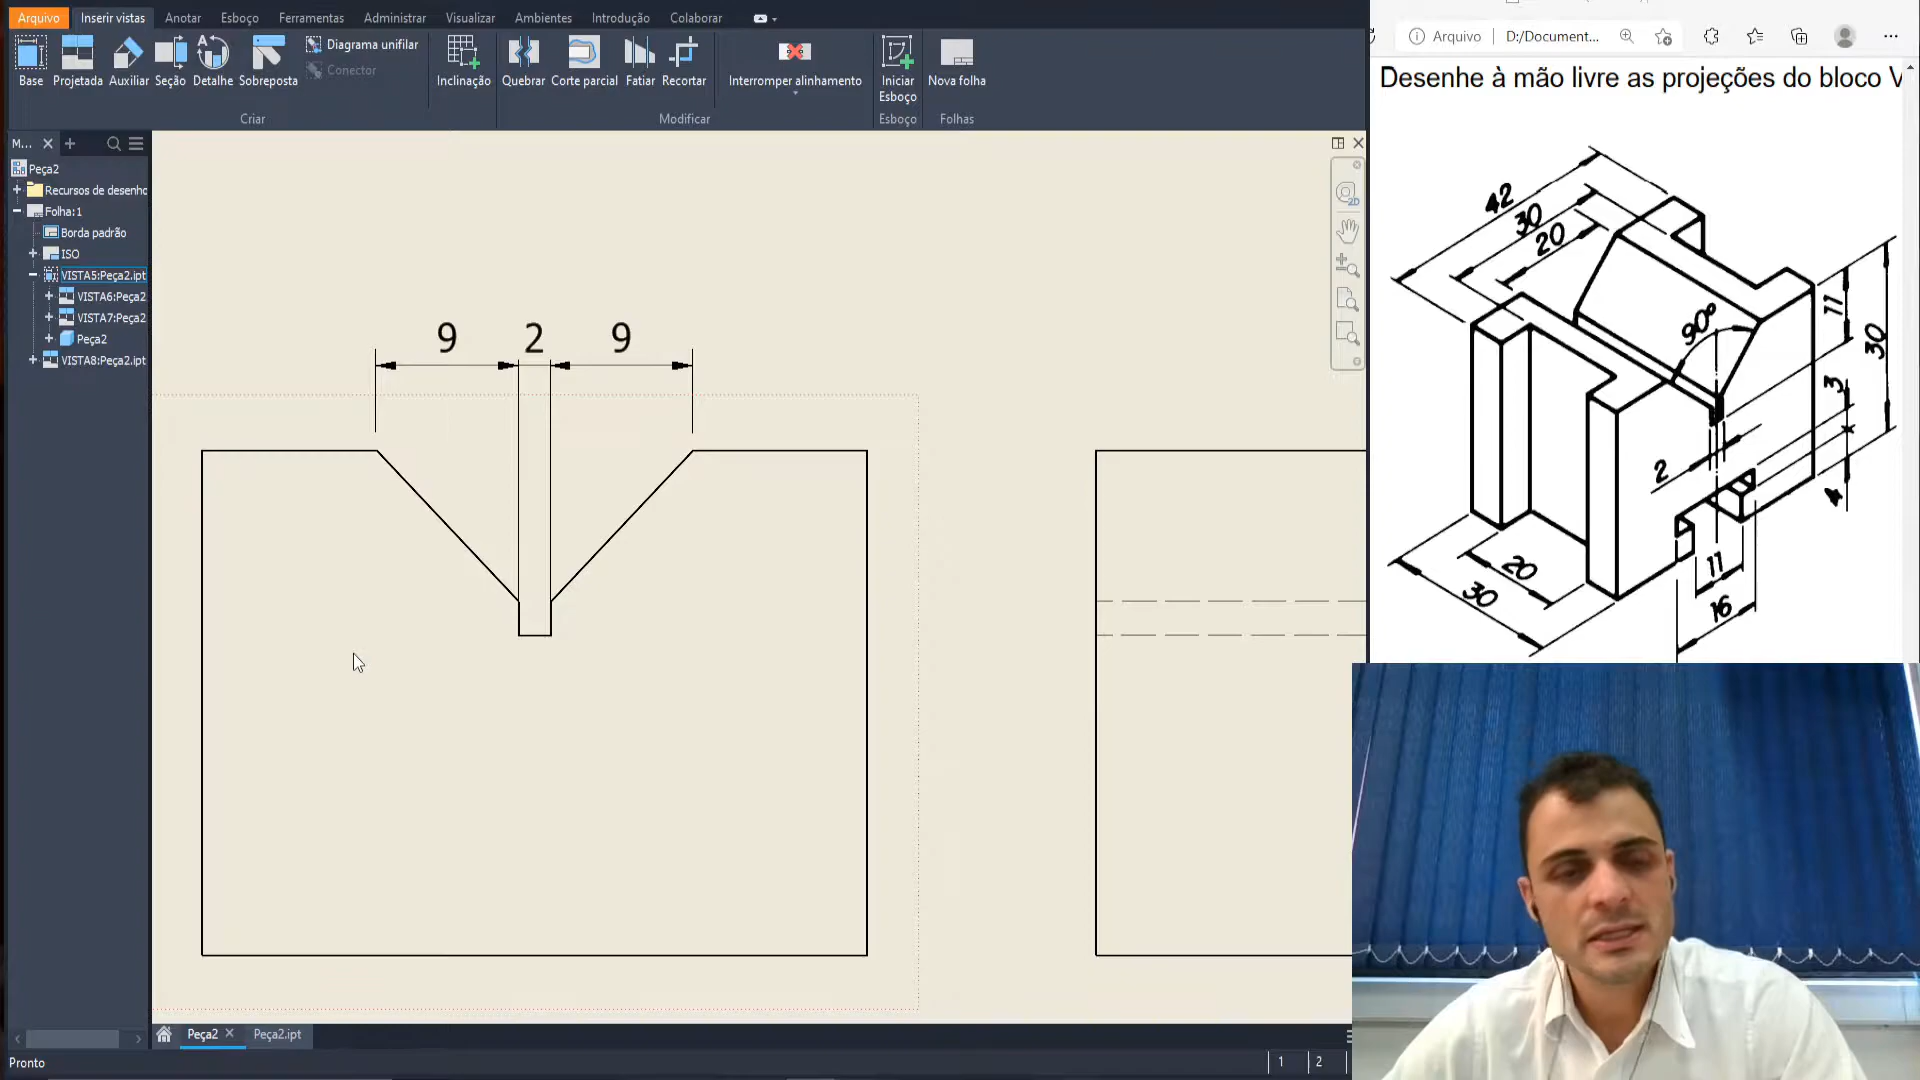 Arquivo Inserir vistas Anotar Esboço Ferramentas Administrar Visualizar Ambientes Introdução Colaborar
Base Projetada Auxiliar Seção Detalhe Sobreposta
Diagrama unifilar
Conector
Inclinação Quebrar Corte parcial Fatiar Recortar
Interromper alinhamento
Iniciar
Esboço
Nova folha
Criar Modificar Esboço Folhas
M...
Peça2
Recursos de desenho
Folha:1
Borda padrão
ISO
VISTA5:Peça2.ipt
VISTA6:Peça2
VISTA7:Peça2
Peça2
VISTA8:Peça2.ipt
9 2 9
2D
Peça2 Peça2.ipt
Pronto
1 2
Arquivo D:/Document...
Desenhe à mão livre as projeções do bloco V
42
30
20
90°
11
30
3
2
4
20
30
11
16